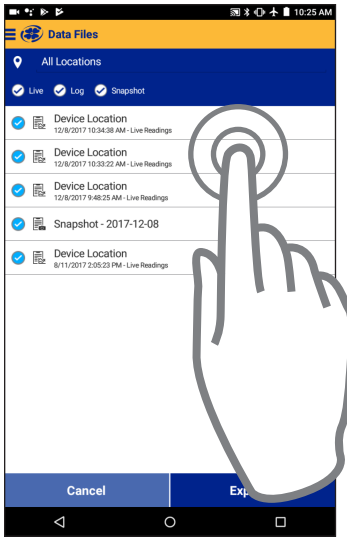 10:25 AM
Data Files
All Locations
Live Log Snapshot
Device Location
12/8/2017 10:34:38 AM - Live Readings
Device Location
12/8/2017 10:33:22 AM - Live Readings
Device Location
12/8/2017 9:48:25 AM - Live Readings
Snapshot - 2017-12-08
Device Location
8/11/2017 2:05:23 PM - Live Readings
Cancel